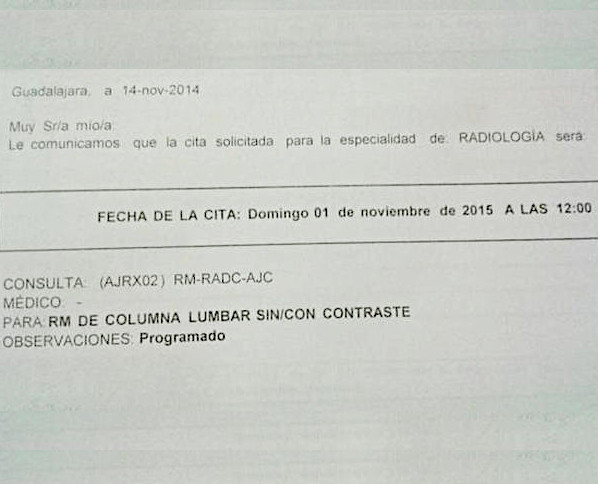 Guadalajara, a 14-nov-2014
Muy Sr/a mio/a:
Le comunicamos que la cita solicitada para la especialidad de: RADIOLOGÍA será:
FECHA DE LA CITA: Domingo 01 de noviembre de 2015 A LAS 12:00
CONSULTA: (AJRX02) RM-RADC-AJC
MÉDICO: -
PARA:RM DE COLUMNA LUMBAR SIN/CON CONTRASTE
OBSERVACIONES: Programado